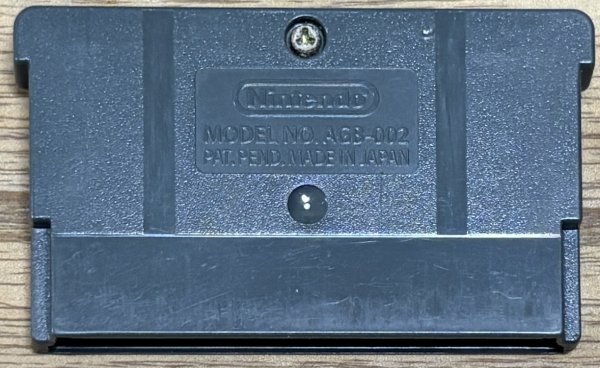 Nintendo
MODEL NO. AGB-002
PAT. PEND. MADE IN JAPAN